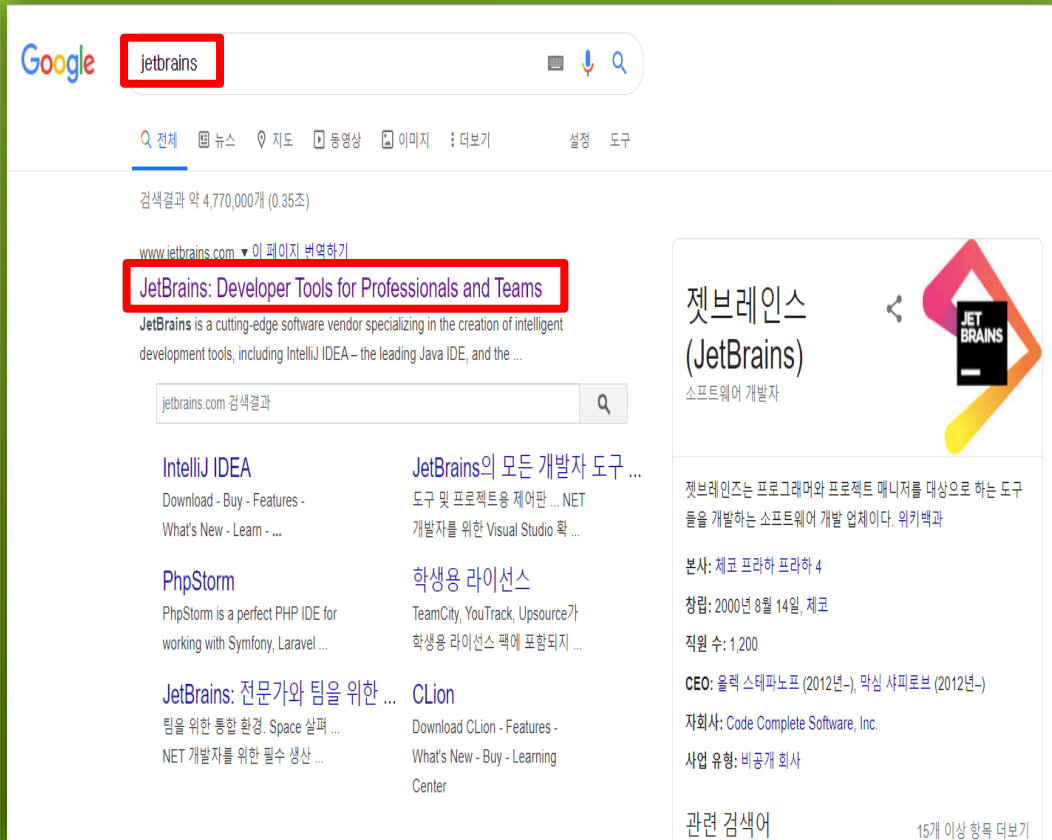 Google
jetbrains
전체 뉴스 지도 동영상 이미지 더보기 설정 도구
검색결과 약 4,770,000개 (0.35초)
www.jetbrains.com ▼ 이 페이지 번역하기
JetBrains: Developer Tools for Professionals and Teams
JetBrains is a cutting-edge software vendor specializing in the creation of intelligent
development tools, including IntelliJ IDEA – the leading Java IDE, and the ...
jetbrains.com 검색결과
IntelliJ IDEA
Download - Buy - Features -
What's New - Learn - ...
JetBrains의 모든 개발자 도구 ...
도구 및 프로젝트용 제어판 ... NET
개발자를 위한 Visual Studio 확 ...
PhpStorm
PhpStorm is a perfect PHP IDE for
working with Symfony, Laravel ...
학생용 라이선스
TeamCity, YouTrack, Upsource가
학생용 라이선스 팩에 포함되지 ...
JetBrains: 전문가와 팀을 위한 ...
팀을 위한 통합 환경. Space 살펴 ...
NET 개발자를 위한 필수 생산 ...
CLion
Download CLion - Features -
What's New - Buy - Learning
Center
젯브레인스
(JetBrains)
소프트웨어 개발자
JET
BRAINS
젯브레인즈는 프로그래머와 프로젝트 매니저를 대상으로 하는 도구
들을 개발하는 소프트웨어 개발 업체이다. 위키백과
본사: 체코 프라하 프라하 4
창립: 2000년 8월 14일, 체코
직원 수: 1,200
CEO: 올렉 스테파노프 (2012년–), 막심 샤피로브 (2012년–)
자회사: Code Complete Software, Inc.
사업 유형: 비공개 회사
관련 검색어
15개 이상 항목 더보기